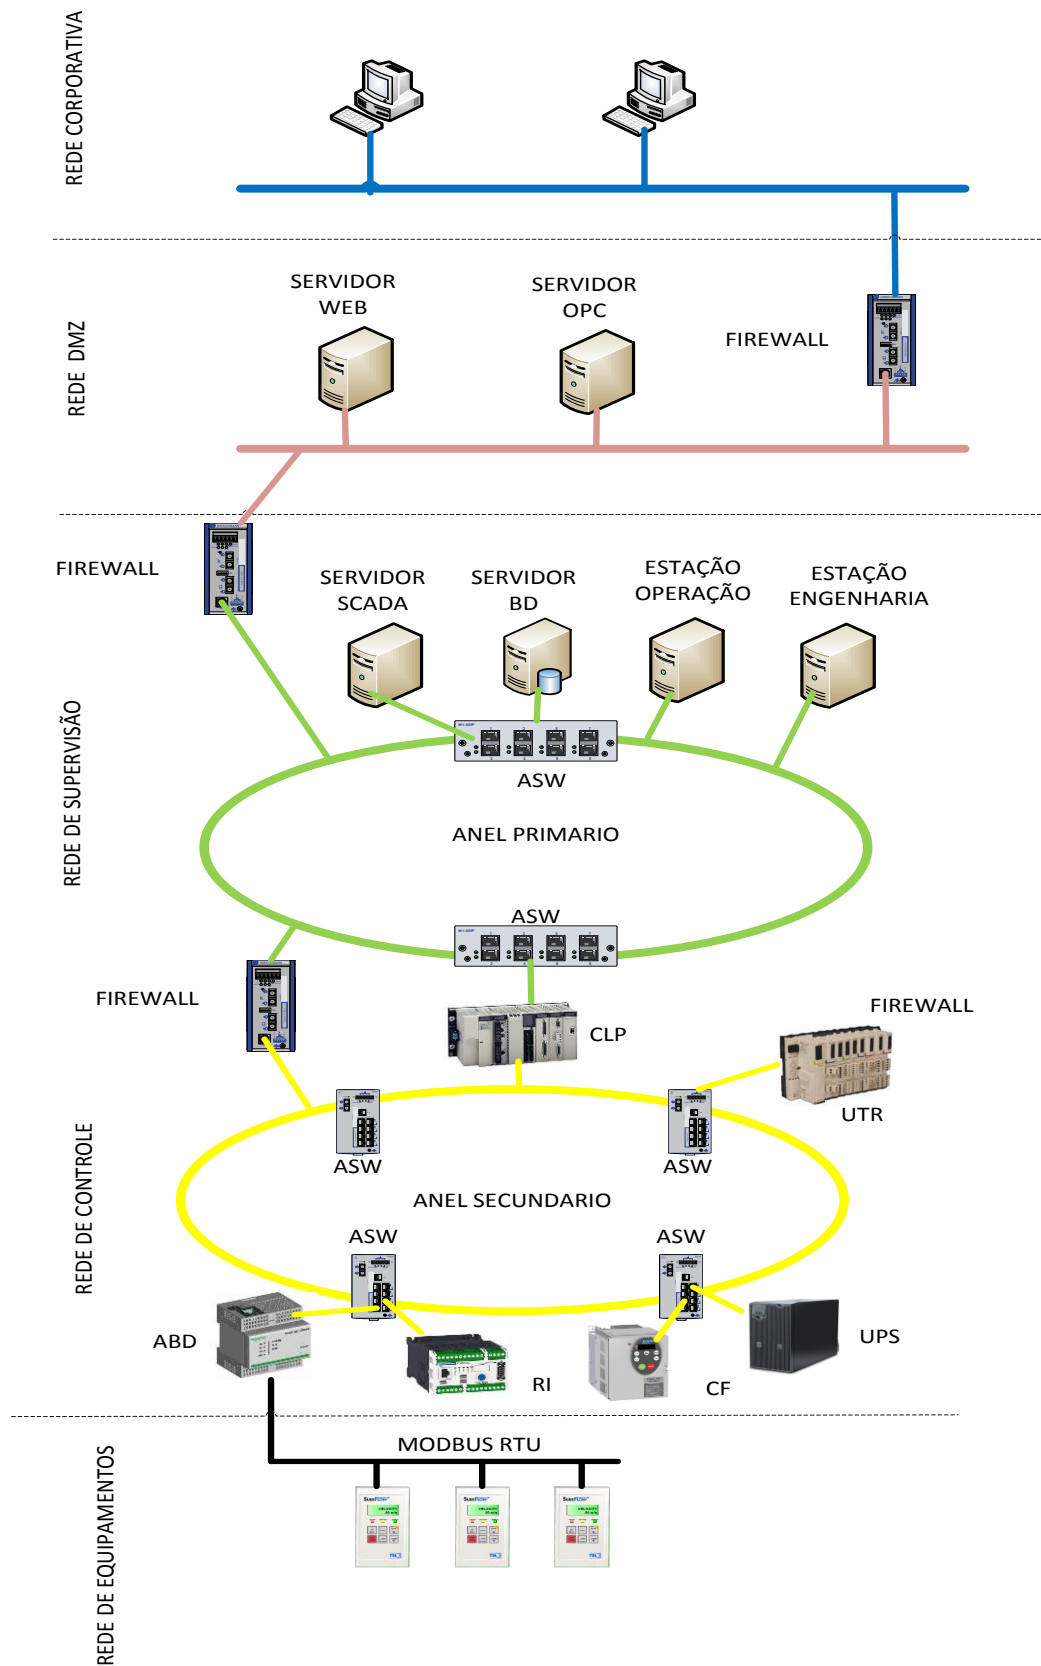 REDE CORPORATIVA
REDE DMZ
SERVIDOR
WEB
SERVIDOR
OPC
FIREWALL
REDE DE SUPERVISÃO
FIREWALL
SERVIDOR
SCADA
SERVIDOR
BD
ESTAÇÃO
OPERAÇÃO
ESTAÇÃO
ENGENHARIA
ASW
ANEL PRIMARIO
ASW
FIREWALL
CLP
FIREWALL
UTR
REDE DE CONTROLE
ASW
ASW
ANEL SECUNDARIO
ASW
ASW
ABD
RI
CF
UPS
REDE DE EQUIPAMENTOS
MODBUS RTU